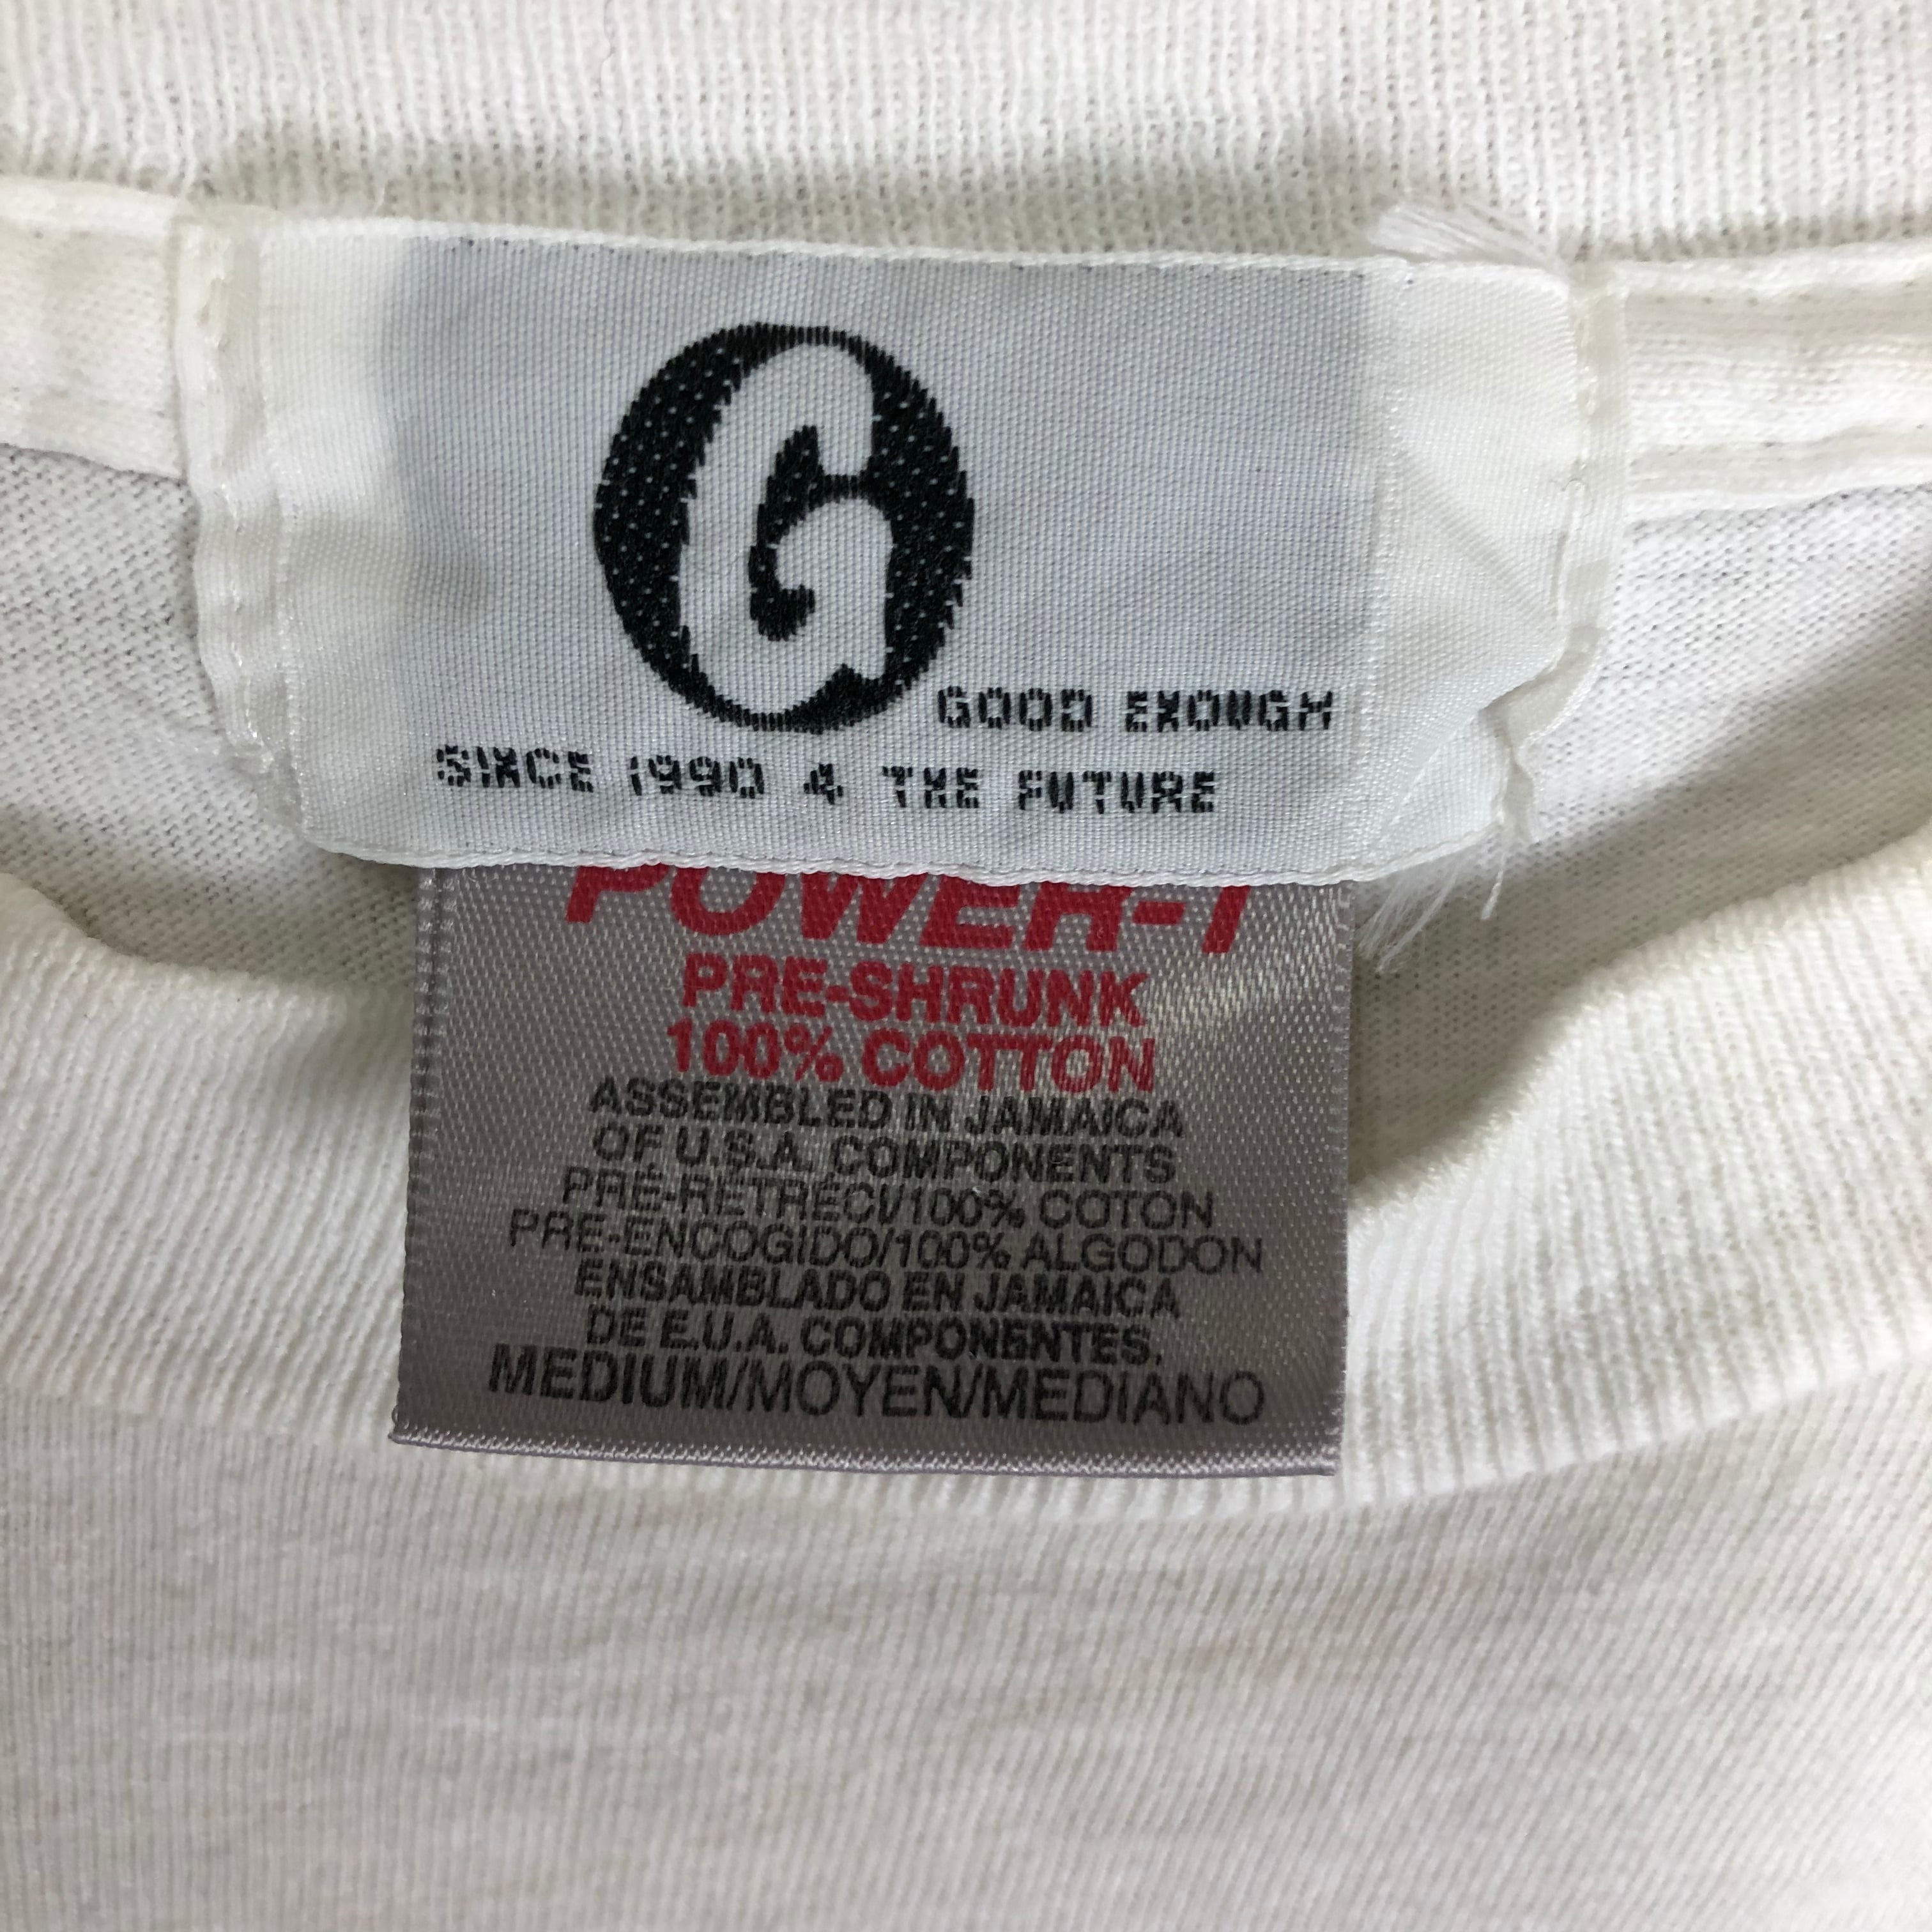 G
GOOD ENOUGH
SINCE 1990 4 THE FUTURE
POWER-T
PRE-SHRUNK
100% COTTON
ASSEMBLED IN JAMAICA
OF U.S.A. COMPONENTS
PRÉ-RETRÉCI/100% COTON
PRE-ENCOGIDO/100% ALGODON
ENSAMBLADO EN JAMAICA
DE E.U.A. COMPONENTES.
MEDIUM/MOYEN/MEDIANO